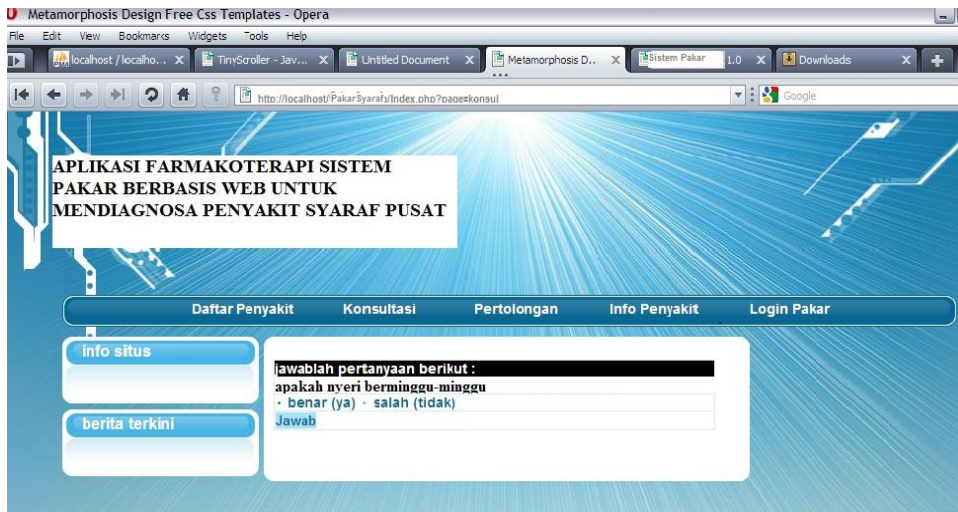 Metamorphosis Design Free Css Templates - Opera
File Edit View Bookmarks Widgets Tools Help
localhost / localho... X TinyScroller - Jav... X Untitled Document X Metamorphosis D... X Sistem Pakar 1.0 X Downloads X
http://localhost/PakarSyaraf/Index.php?page=konsul Google
APLIKASI FARMAKOTERAPI SISTEM
PAKAR BERBASIS WEB UNTUK
MENDIAGNOSA PENYAKIT SYARAF PUSAT
Daftar Penyakit Konsultasi Pertolongan Info Penyakit Login Pakar
info situs
jawablah pertanyaan berikut :
apakah nyeri berminggu-minggu
benar (ya) salah (tidak)
Jawab
berita terkini